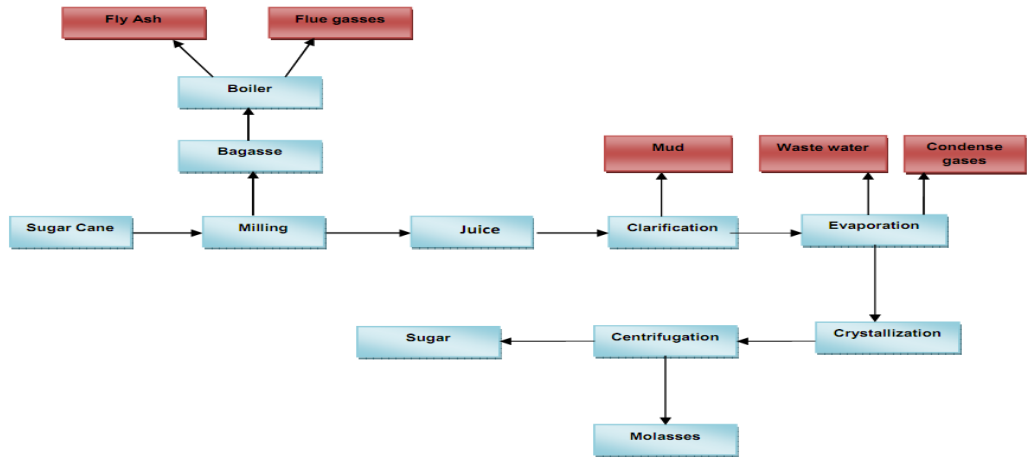 Fly Ash
Flue gasses
Boiler
Bagasse
Mud
Waste water
Condense
gases
Sugar Cane
Milling
Juice
Clarification
Evaporation
Sugar
Centrifugation
Crystallization
Molasses